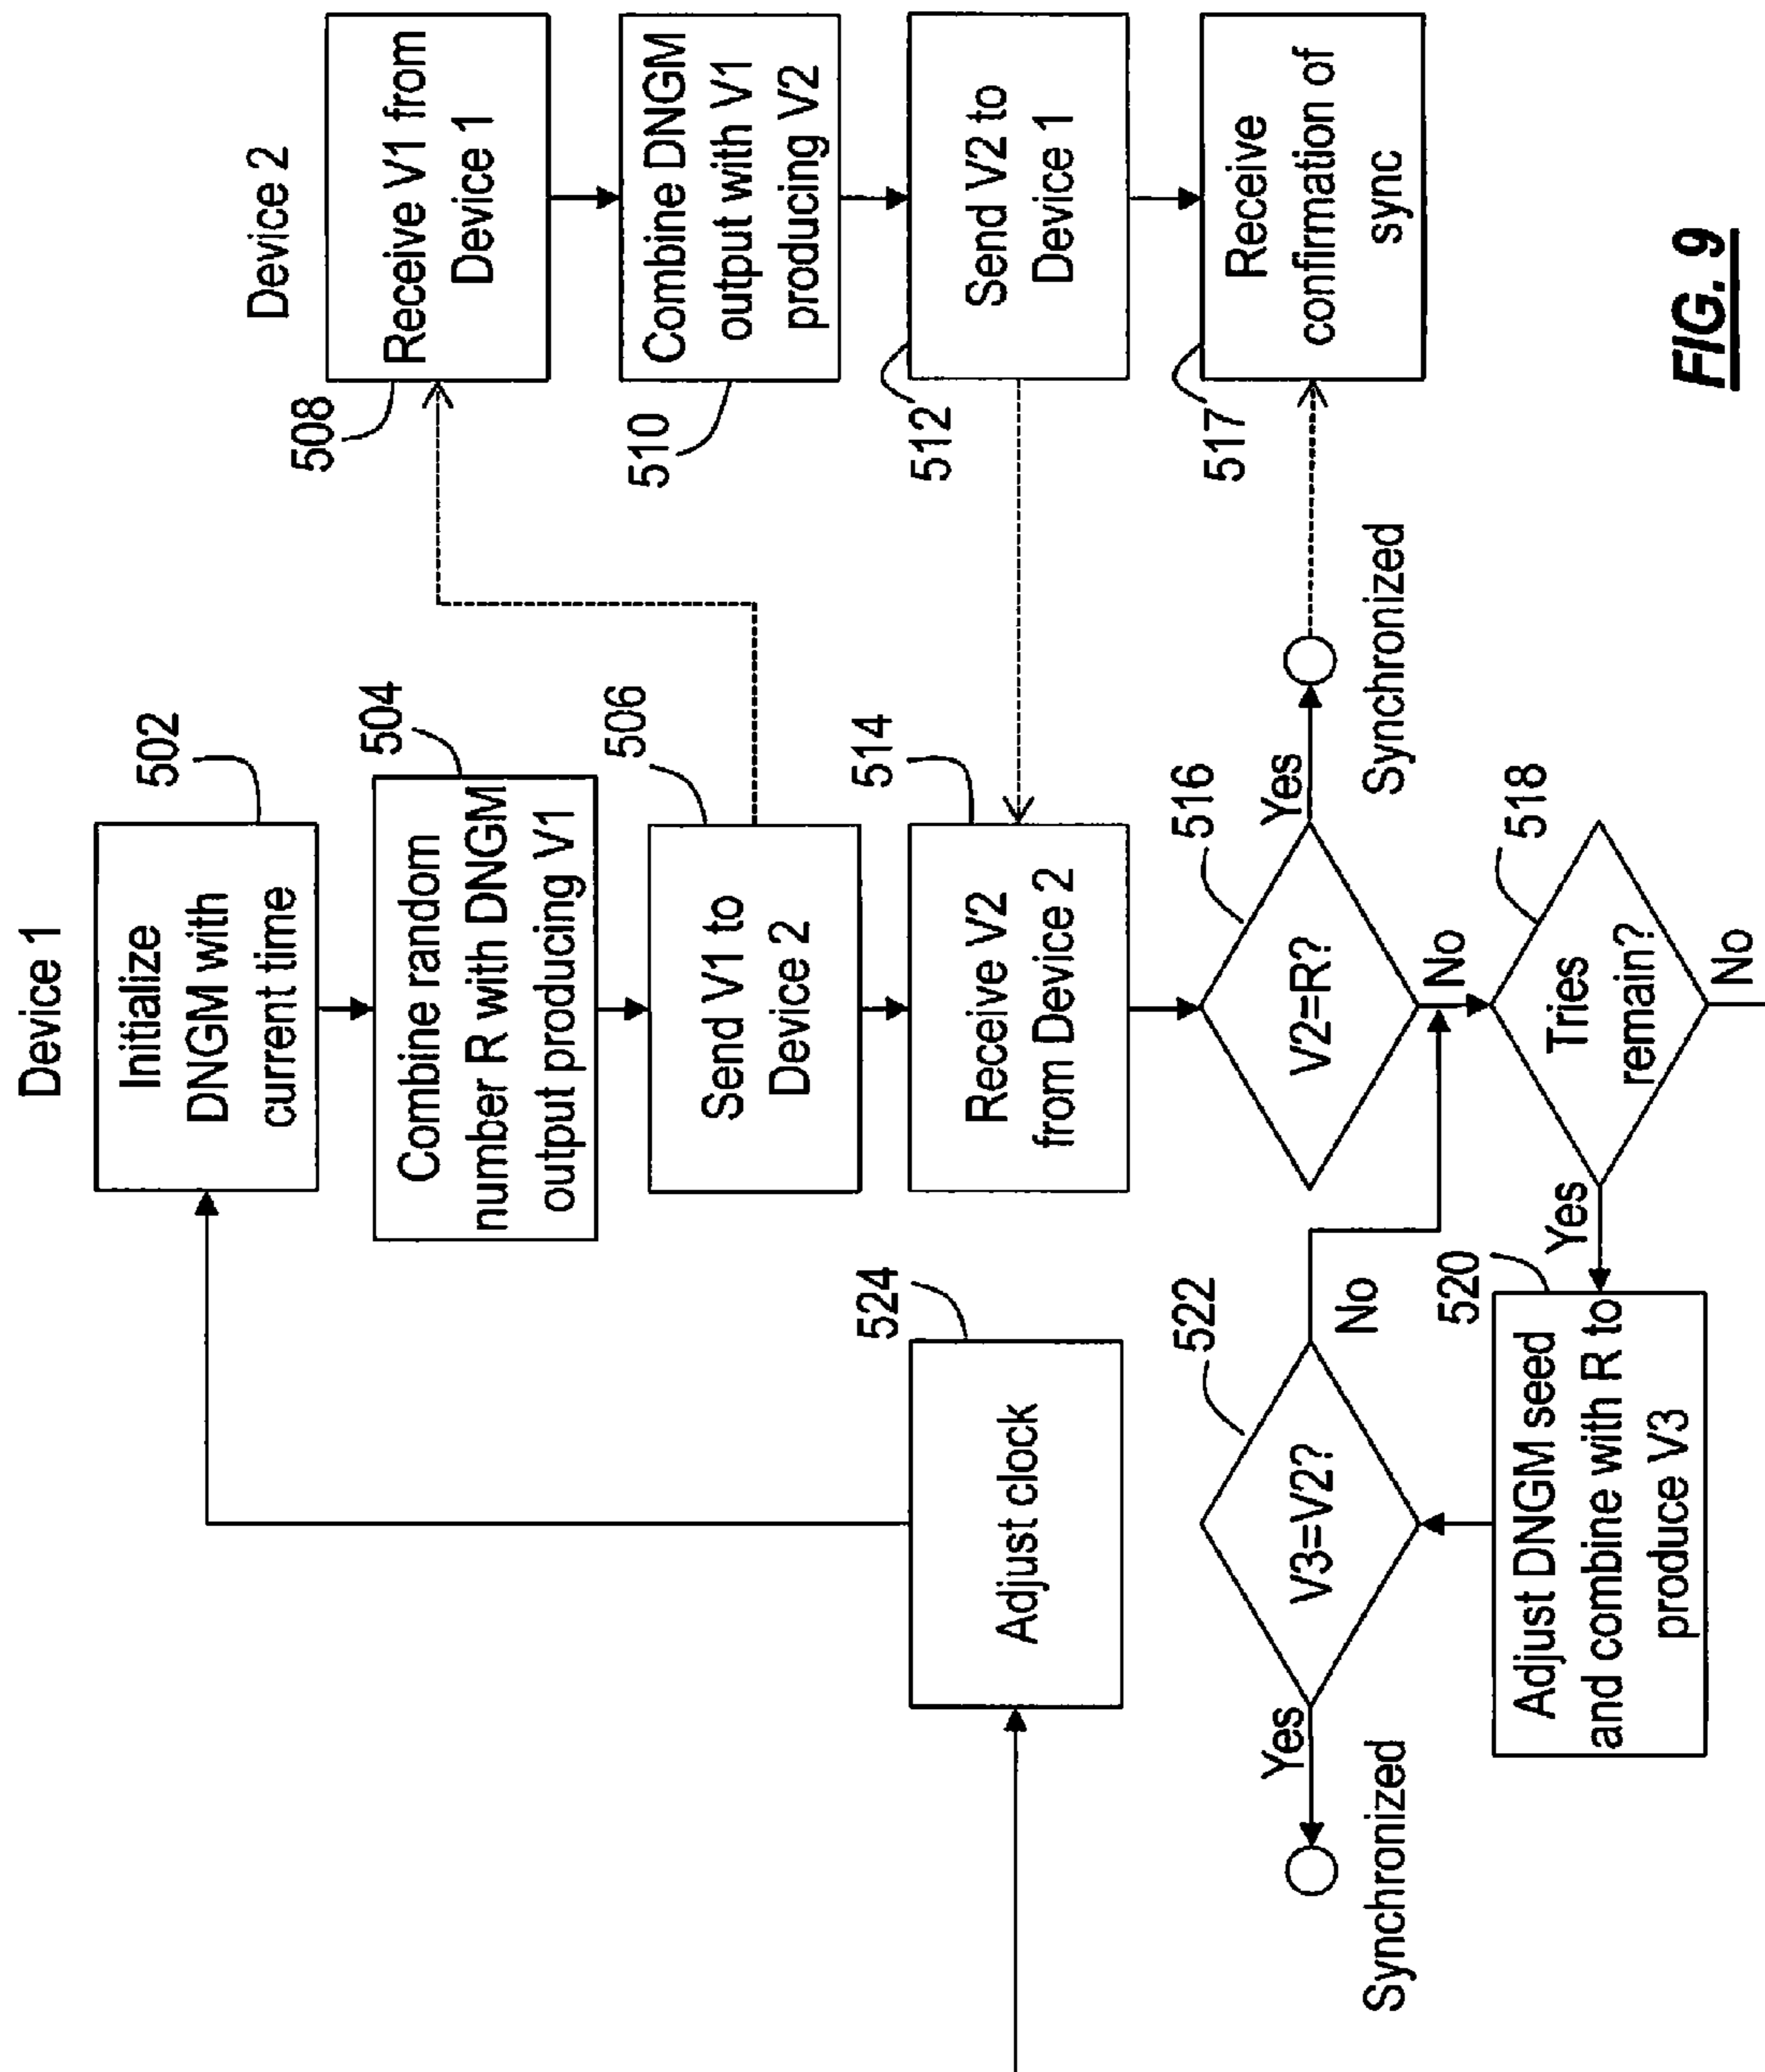 Device 1
Initialize
DNGM with
current time
502
Combine random
number R with DNGM
output producing V1
504
Send V1 to
Device 2
506
Receive V2
from Device 2
514
V2=R?
516
Yes
Synchronized
No
Tries
remain?
518
No
Yes
Adjust DNGM seed
and combine with R to
produce V3
520
V3=V2?
522
No
Yes
Synchronized
Adjust clock
524
Device 2
Receive V1 from
Device 1
508
Combine DNGM
output with V1
producing V2
510
Send V2 to
Device 1
512
Receive
confirmation of
sync
517
FIG. 9